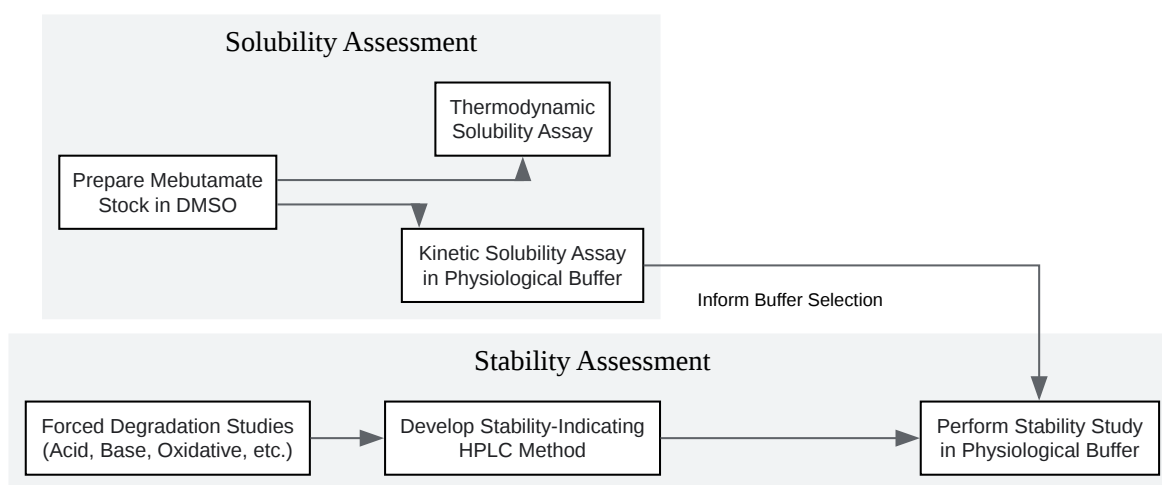 Solubility Assessment
Thermodynamic
Solubility Assay
Prepare Mebutamate
Stock in DMSO
Kinetic Solubility Assay
in Physiological Buffer
Inform Buffer Selection
Stability Assessment
Forced Degradation Studies
(Acid, Base, Oxidative, etc.)
Develop Stability-Indicating
HPLC Method
Perform Stability Study
in Physiological Buffer